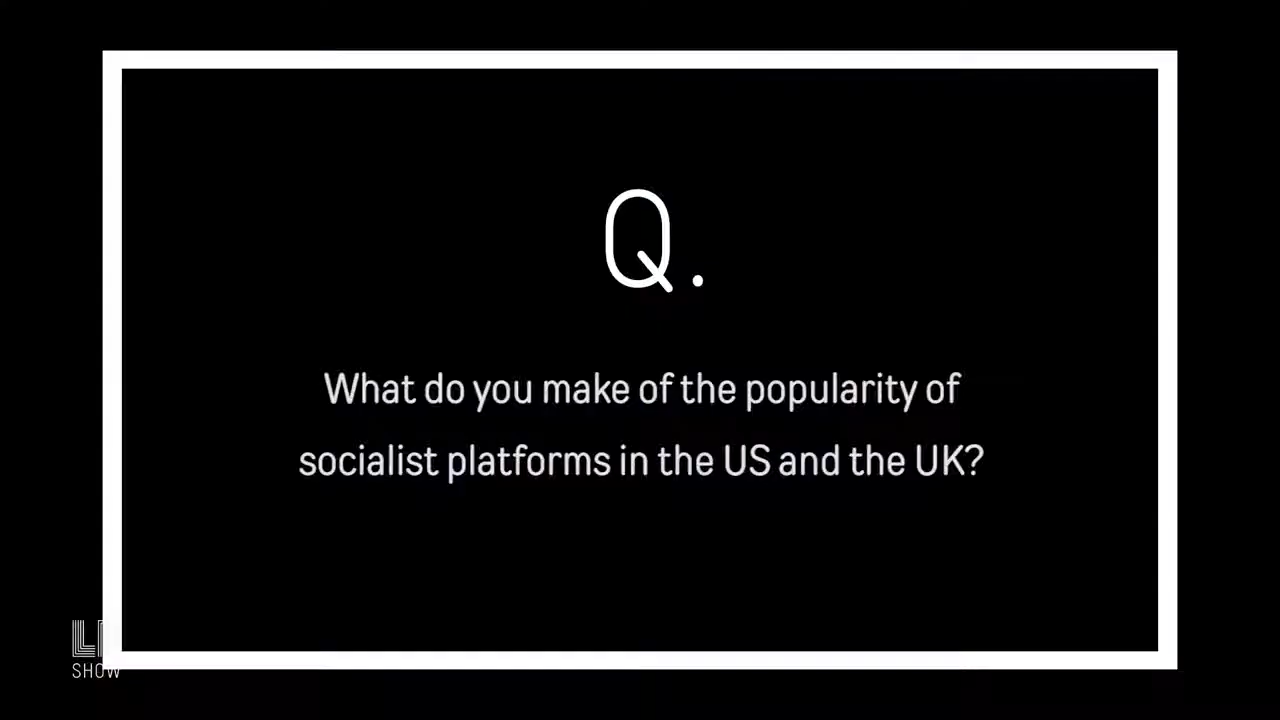 Q.
What do you make of the popularity of
socialist platforms in the US and the UK?
SHOW